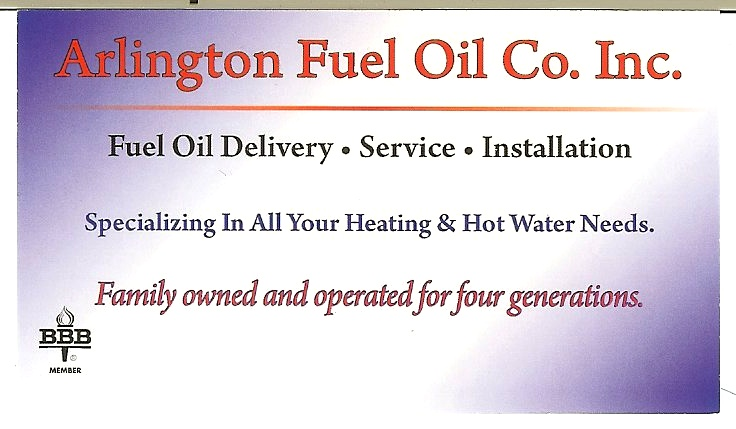 Arlington Fuel Oil Co. Inc.
Fuel Oil Delivery • Service • Installation
Specializing In All Your Heating & Hot Water Needs.
Family owned and operated for four generations.
BBB
®
MEMBER